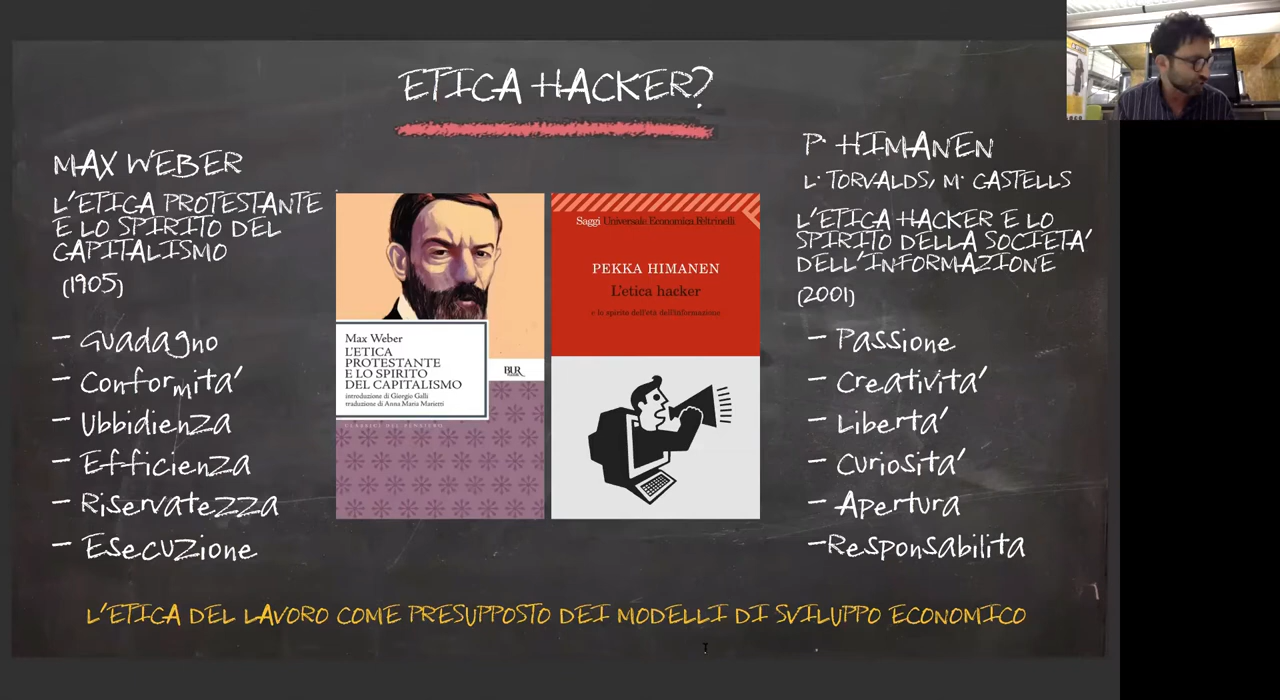 ETICA HACKER?
MAX WEBER
L'ETICA PROTESTANTE
E LO SPIRITO DEL
CAPITALISMO
(1905)
- Guadagno
- Conformita'
- Ubbidienza
- Efficienza
- Riservatezza
- Esecuzione
Max Weber
L'ETICA
PROTESTANTE
E LO SPIRITO
DEL CAPITALISMO
introduzione di Giorgio Galli
traduzione di Anna Maria Marietti
BUR
CLASSICI DEL PENSIERO
Saggi Universale Economica Feltrinelli
PEKKA HIMANEN
L'etica hacker
e lo spirito dell'età dell'informazione
P. HIMANEN
L. TORVALDS, M. CASTELLS
L'ETICA HACKER E LO
SPIRITO DELLA SOCIETA'
DELL'INFORMAZIONE
(2001)
- Passione
- Creativita'
- Liberta'
- Curiosita'
- Apertura
- Responsabilita
L'ETICA DEL LAVORO COME PRESUPPOSTO DEI MODELLI DI SVILUPPO ECONOMICO